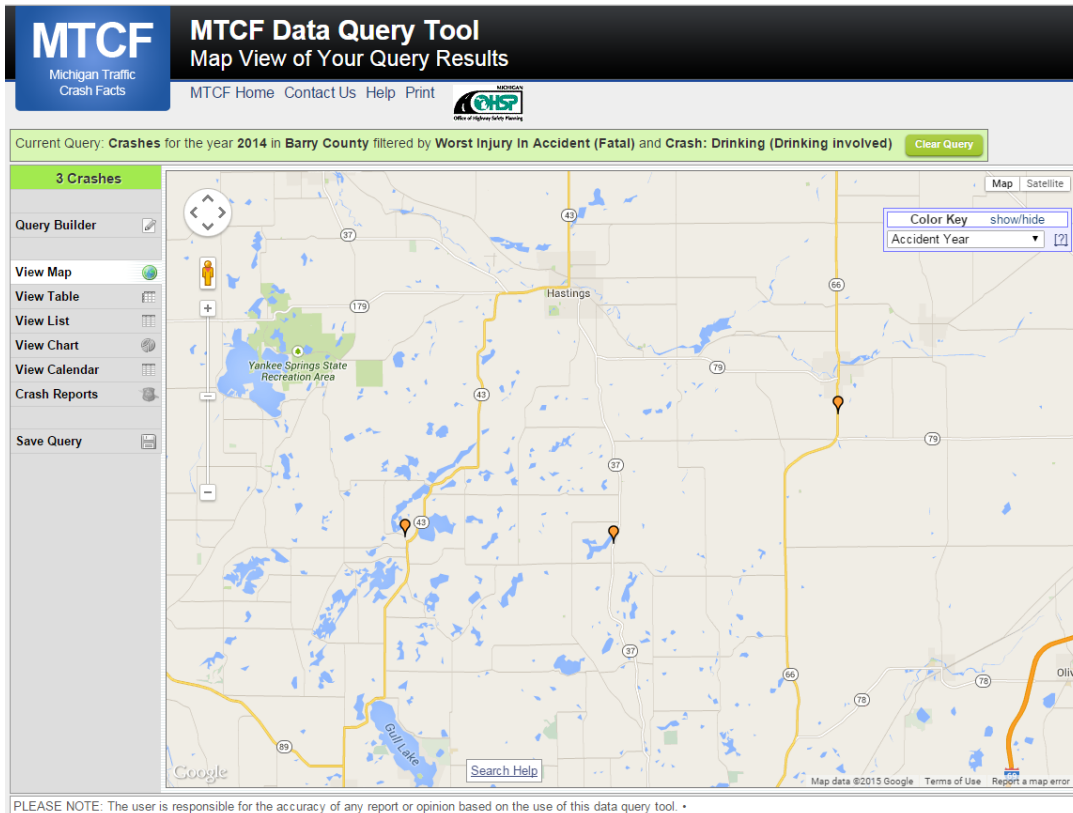 MTCF
Michigan Traffic
Crash Facts
MTCF Data Query Tool
Map View of Your Query Results
MTCF Home Contact Us Help Print
MICHIGAN
OHSP
Office of Highway Safety Planning
Current Query: Crashes for the year 2014 in Barry County filtered by Worst Injury In Accident (Fatal) and Crash: Drinking (Drinking involved)
Clear Query
3 Crashes
Query Builder
View Map
View Table
View List
View Chart
View Calendar
Crash Reports
Save Query
Map Satellite
Color Key show/hide
Accident Year
[?]
43
37
66
Hastings
179
Yankee Springs State
Recreation Area
79
43
79
37
43
37
66
78
78
Oliv
89
Gull Lake
Google
Search Help
Map data ©2015 Google Terms of Use Report a map error
PLEASE NOTE: The user is responsible for the accuracy of any report or opinion based on the use of this data query tool. •